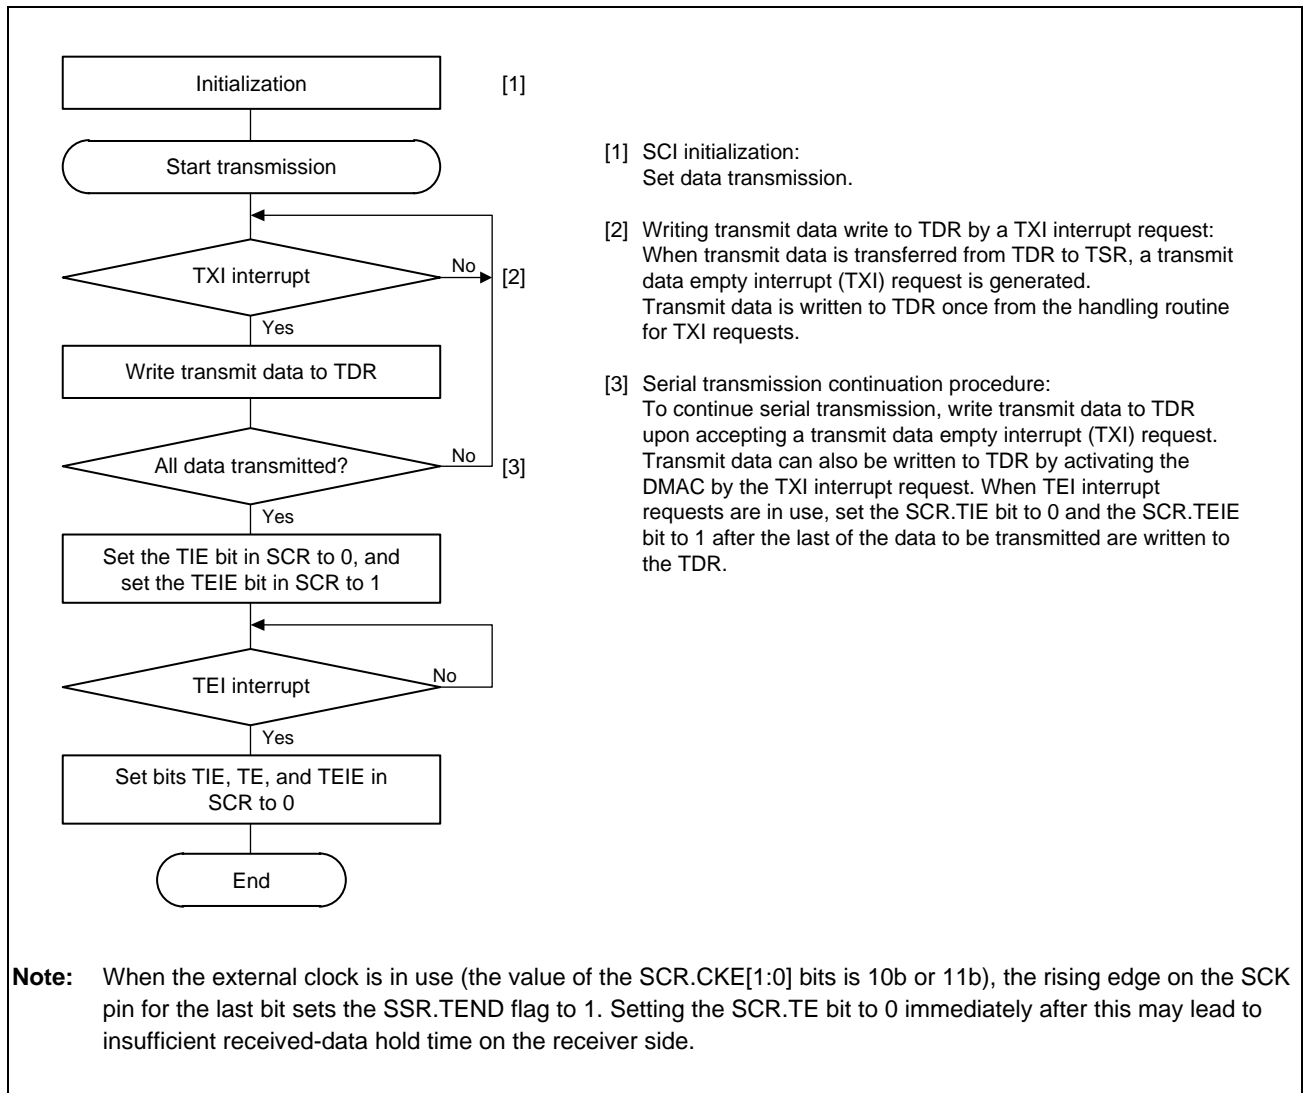 Initialization
[1]
Start transmission
TXI interrupt
No
[2]
Yes
Write transmit data to TDR
All data transmitted?
No
[3]
Yes
Set the TIE bit in SCR to 0, and
set the TEIE bit in SCR to 1
TEI interrupt
No
Yes
Set bits TIE, TE, and TEIE in
SCR to 0
End
[1] SCI initialization:
Set data transmission.
[2] Writing transmit data write to TDR by a TXI interrupt request:
When transmit data is transferred from TDR to TSR, a transmit
data empty interrupt (TXI) request is generated.
Transmit data is written to TDR once from the handling routine
for TXI requests.
[3] Serial transmission continuation procedure:
To continue serial transmission, write transmit data to TDR
upon accepting a transmit data empty interrupt (TXI) request.
Transmit data can also be written to TDR by activating the
DMAC by the TXI interrupt request. When TEI interrupt
requests are in use, set the SCR.TIE bit to 0 and the SCR.TEIE
bit to 1 after the last of the data to be transmitted are written to
the TDR.
Note: When the external clock is in use (the value of the SCR.CKE[1:0] bits is 10b or 11b), the rising edge on the SCK
pin for the last bit sets the SSR.TEND flag to 1. Setting the SCR.TE bit to 0 immediately after this may lead to
insufficient received-data hold time on the receiver side.